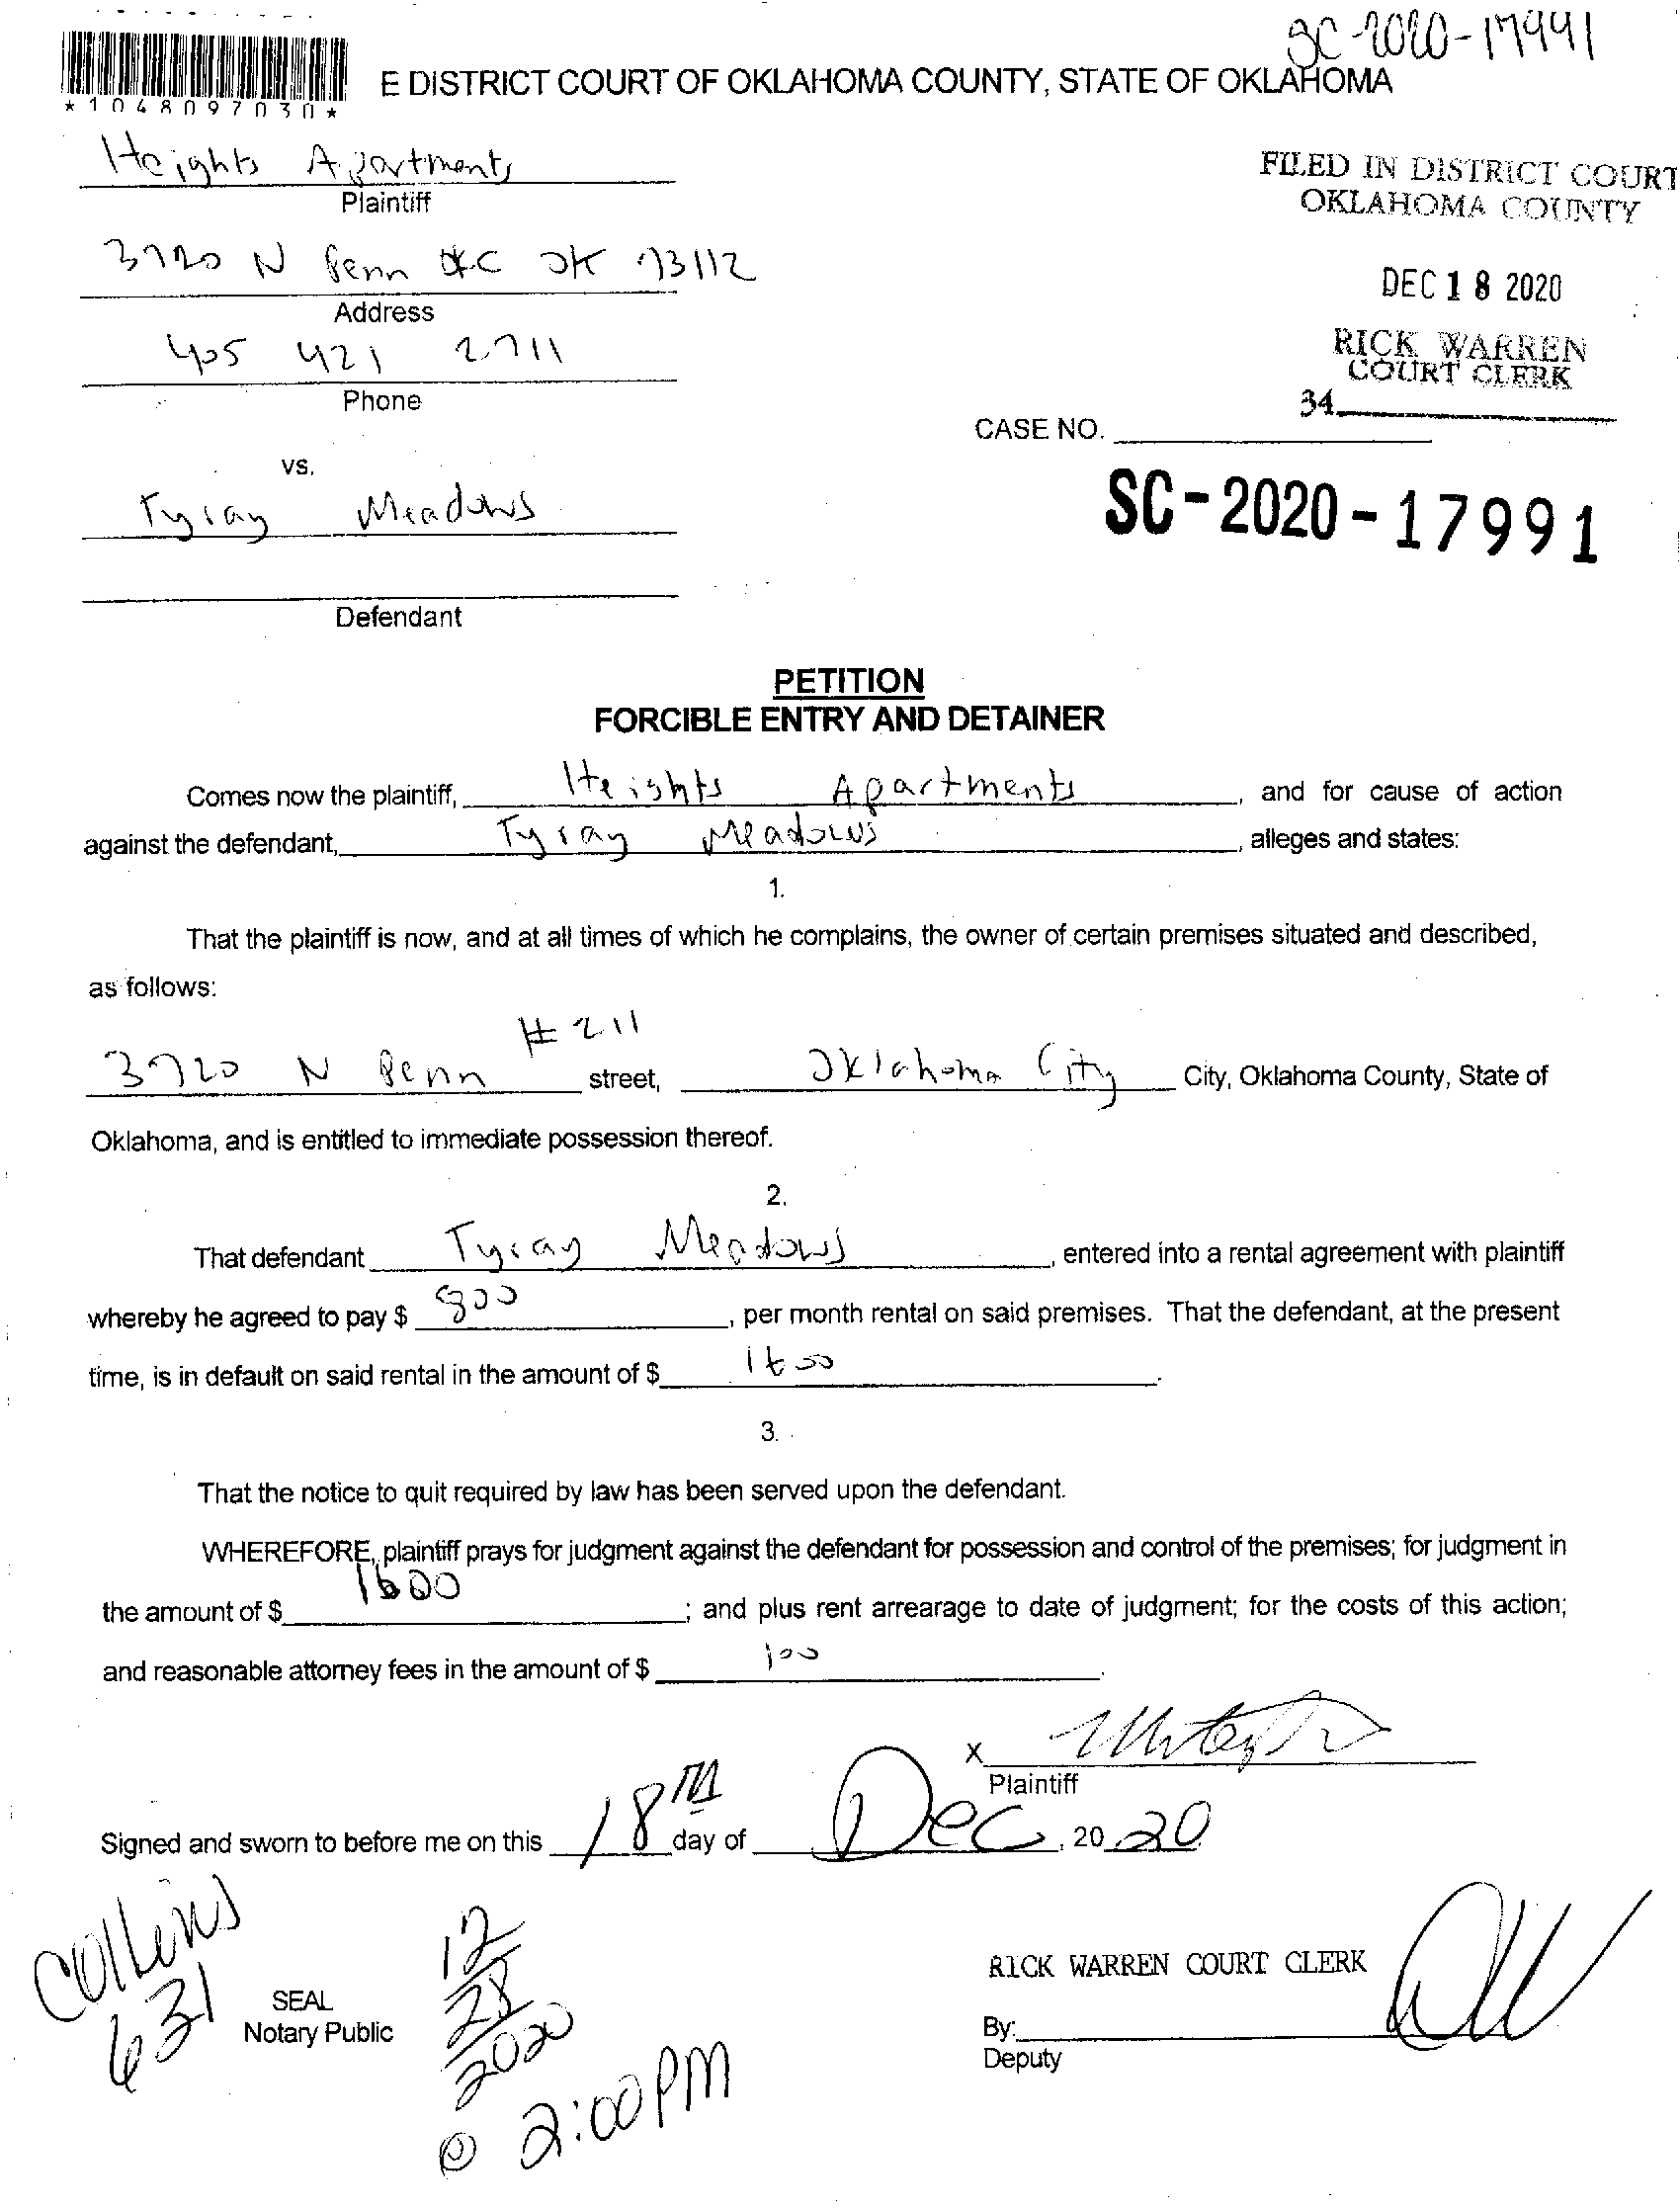 SC-2020-17991
E DISTRICT COURT OF OKLAHOMA COUNTY, STATE OF OKLAHOMA
*1048097030*
Heights Apartments
Plaintiff
FILED IN DISTRICT COURT
OKLAHOMA COUNTY
3720 N Penn OKC OK 73112
Address
DEC 18 2020
405 421 2711
Phone
RICK WARREN
COURT CLERK
34
CASE NO.
vs.
Tyray Meadows
SC-2020-17991
Defendant
PETITION
FORCIBLE ENTRY AND DETAINER
Comes now the plaintiff, Heights Apartments, and for cause of action
against the defendant, Tyray Meadows, alleges and states:
1.
That the plaintiff is now, and at all times of which he complains, the owner of certain premises situated and described,
as follows:
# 211
3720 N Penn street, Oklahoma City City, Oklahoma County, State of
Oklahoma, and is entitled to immediate possession thereof.
2.
That defendant Tyray Meadows, entered into a rental agreement with plaintiff
whereby he agreed to pay $ 800, per month rental on said premises. That the defendant, at the present
time, is in default on said rental in the amount of $ 1600.
3.
That the notice to quit required by law has been served upon the defendant.
WHEREFORE, plaintiff prays for judgment against the defendant for possession and control of the premises; for judgment in
the amount of $ 1600; and plus rent arrearage to date of judgment; for the costs of this action;
and reasonable attorney fees in the amount of $ 100.
X
Plaintiff
Signed and sworn to before me on this 18TH day of Dec, 2020
Collins
631
SEAL
Notary Public
12/28/2020
@ 2:00 PM
RICK WARREN COURT CLERK
By:
Deputy